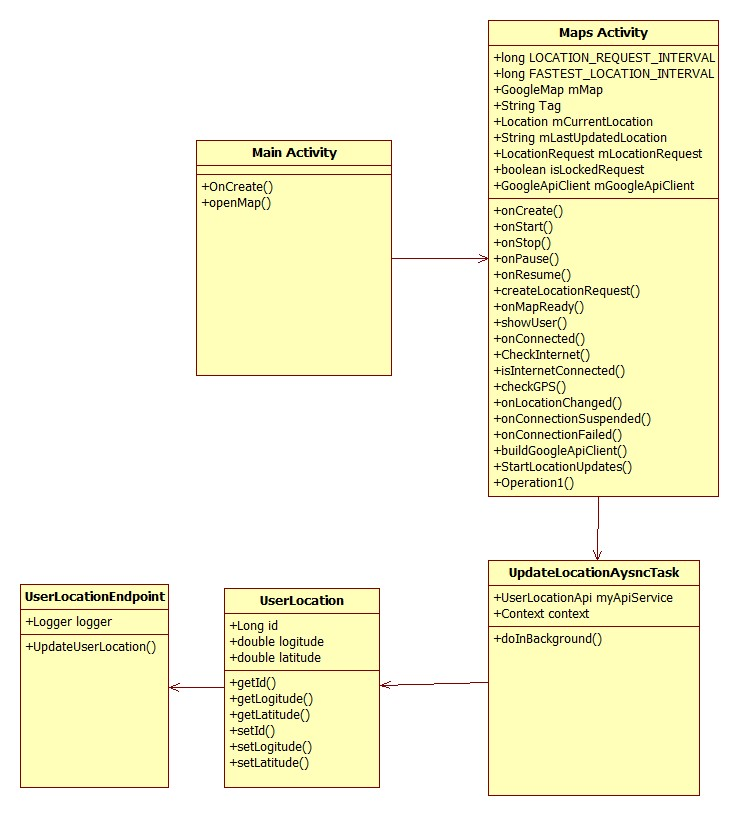 Maps Activity
+long LOCATION_REQUEST_INTERVAL
+long FASTEST_LOCATION_INTERVAL
+GoogleMap mMap
+String Tag
+Location mCurrentLocation
+String mLastUpdatedLocation
+LocationRequest mLocationRequest
+boolean isLockedRequest
+GoogleApiClient mGoogleApiClient
+onCreate()
+onStart()
+onStop()
+onPause()
+onResume()
+createLocationRequest()
+onMapReady()
+showUser()
+onConnected()
+CheckInternet()
+isInternetConnected()
+checkGPS()
+onLocationChanged()
+onConnectionSuspended()
+onConnectionFailed()
+buildGoogleApiClient()
+StartLocationUpdates()
+Operation1()
Main Activity
+OnCreate()
+openMap()
UserLocationEndpoint
+Logger logger
+UpdateUserLocation()
UserLocation
+Long id
+double logitude
+double latitude
+getId()
+getLogitude()
+getLatitude()
+setId()
+setLogitude()
+setLatitude()
UpdateLocationAysncTask
+UserLocationApi myApiService
+Context context
+doInBackground()